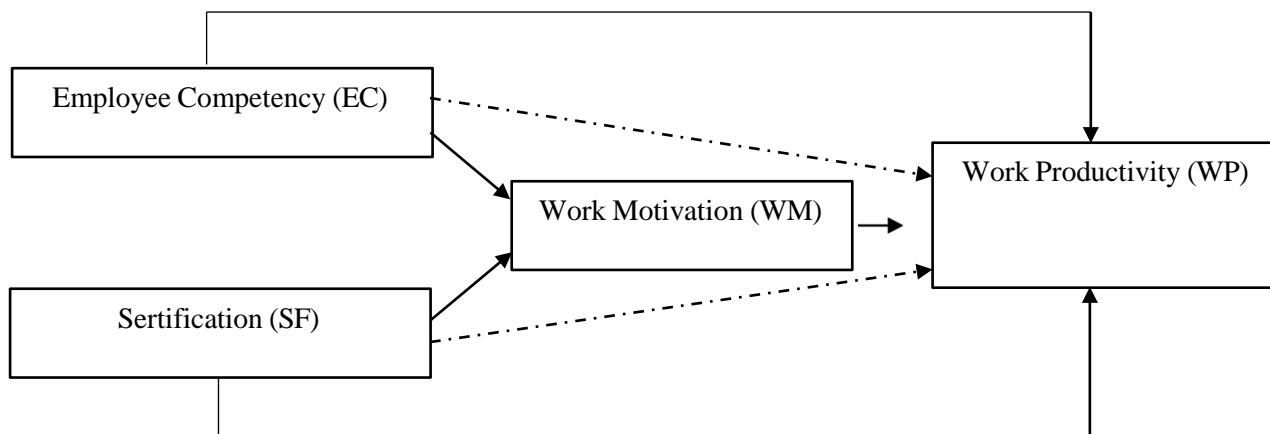 Employee Competency (EC)
Work Productivity (WP)
Work Motivation (WM)
Sertification (SF)